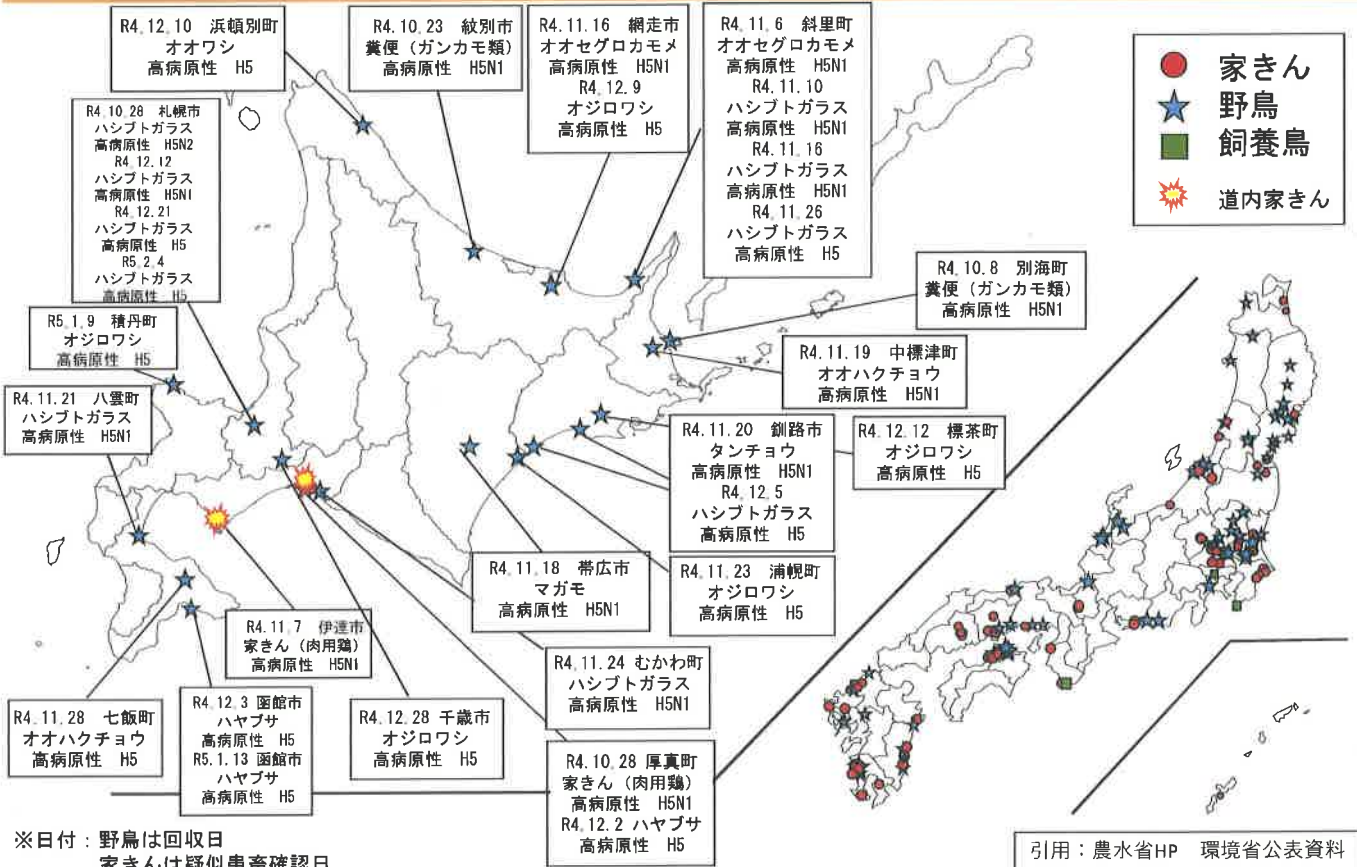 R4.12.10 浜頓別町
オオワシ
高病原性 H5
R4.10.23 紋別市
糞便（ガンカモ類）
高病原性 H5N1
R4.11.16 網走市
オオセグロカモメ
高病原性 H5N1
R4.12.9
オジロワシ
高病原性 H5
R4.11.6 斜里町
オオセグロカモメ
高病原性 H5N1
R4.11.10
ハシブトガラス
高病原性 H5N1
R4.11.16
ハシブトガラス
高病原性 H5N1
R4.11.26
ハシブトガラス
高病原性 H5
家きん
野鳥
飼養鳥
道内家きん
R4.10.28 札幌市
ハシブトガラス
高病原性 H5N2
R4.12.12
ハシブトガラス
高病原性 H5N1
R4.12.21
ハシブトガラス
高病原性 H5
R5.2.4
ハシブトガラス
高病原性 H5
R4.10.8 別海町
糞便（ガンカモ類）
高病原性 H5N1
R5.1.9 積丹町
オジロワシ
高病原性 H5
R4.11.19 中標津町
オオハクチョウ
高病原性 H5N1
R4.11.21 八雲町
ハシブトガラス
高病原性 H5N1
R4.11.20 釧路市
タンチョウ
高病原性 H5N1
R4.12.5
ハシブトガラス
高病原性 H5
R4.12.12 標茶町
オジロワシ
高病原性 H5
R4.11.18 帯広市
マガモ
高病原性 H5N1
R4.11.23 浦幌町
オジロワシ
高病原性 H5
R4.11.7 伊達市
家きん（肉用鶏）
高病原性 H5N1
R4.11.24 むかわ町
ハシブトガラス
高病原性 H5N1
R4.11.28 七飯町
オオハクチョウ
高病原性 H5
R4.12.3 函館市
ハヤブサ
高病原性 H5
R5.1.13 函館市
ハヤブサ
高病原性 H5
R4.12.28 千歳市
オジロワシ
高病原性 H5
R4.10.28 厚真町
家きん（肉用鶏）
高病原性 H5N1
R4.12.2 ハヤブサ
高病原性 H5
※日付：野鳥は回収日
家きんは疑似患畜確認日
引用：農水省HP 環境省公表資料